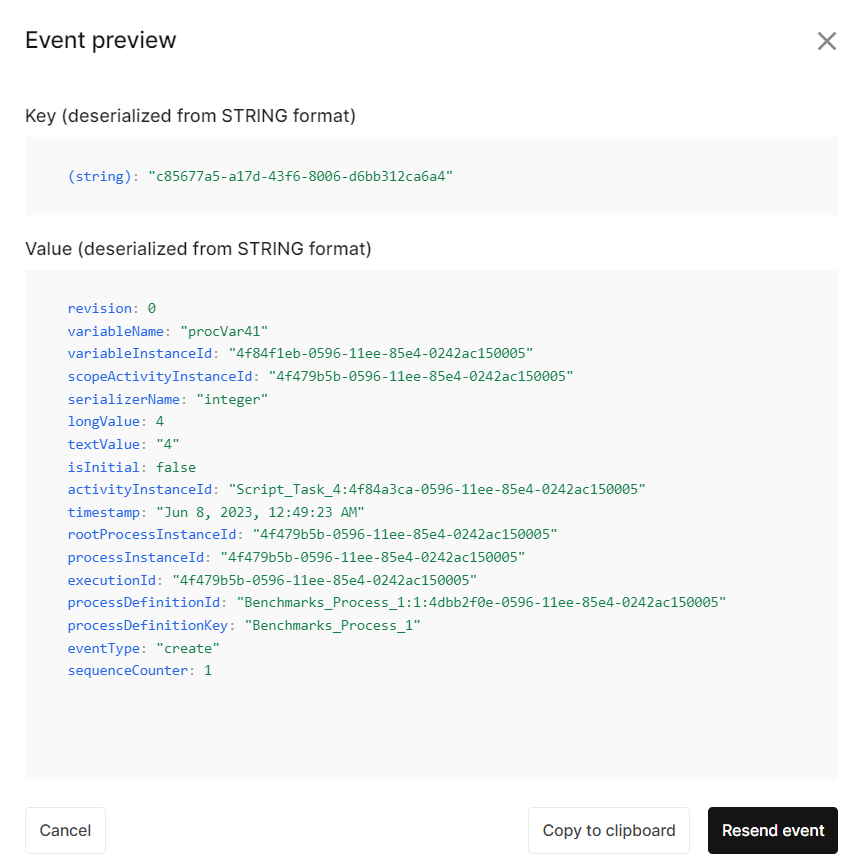 Event preview
Key (deserialized from STRING format)
(string): "c85677a5-a17d-43f6-8006-d6bb312ca6a4"
Value (deserialized from STRING format)
revision: 0
variableName: "procVar41"
variableInstanceId: "4f84f1eb-0596-11ee-85e4-0242ac150005"
scopeActivityInstanceId: "4f479b5b-0596-11ee-85e4-0242ac150005"
serializerName: "integer"
longValue: 4
textValue: "4"
isInitial: false
activityInstanceId: "Script_Task_4:4f84a3ca-0596-11ee-85e4-0242ac150005"
timestamp: "Jun 8, 2023, 12:49:23 AM"
rootProcessInstanceId: "4f479b5b-0596-11ee-85e4-0242ac150005"
processInstanceId: "4f479b5b-0596-11ee-85e4-0242ac150005"
executionId: "4f479b5b-0596-11ee-85e4-0242ac150005"
processDefinitionId: "Benchmarks_Process_1:1:4dbb2f0e-0596-11ee-85e4-0242ac150005"
processDefinitionKey: "Benchmarks_Process_1"
eventType: "create"
sequenceCounter: 1
Cancel
Copy to clipboard
Resend event